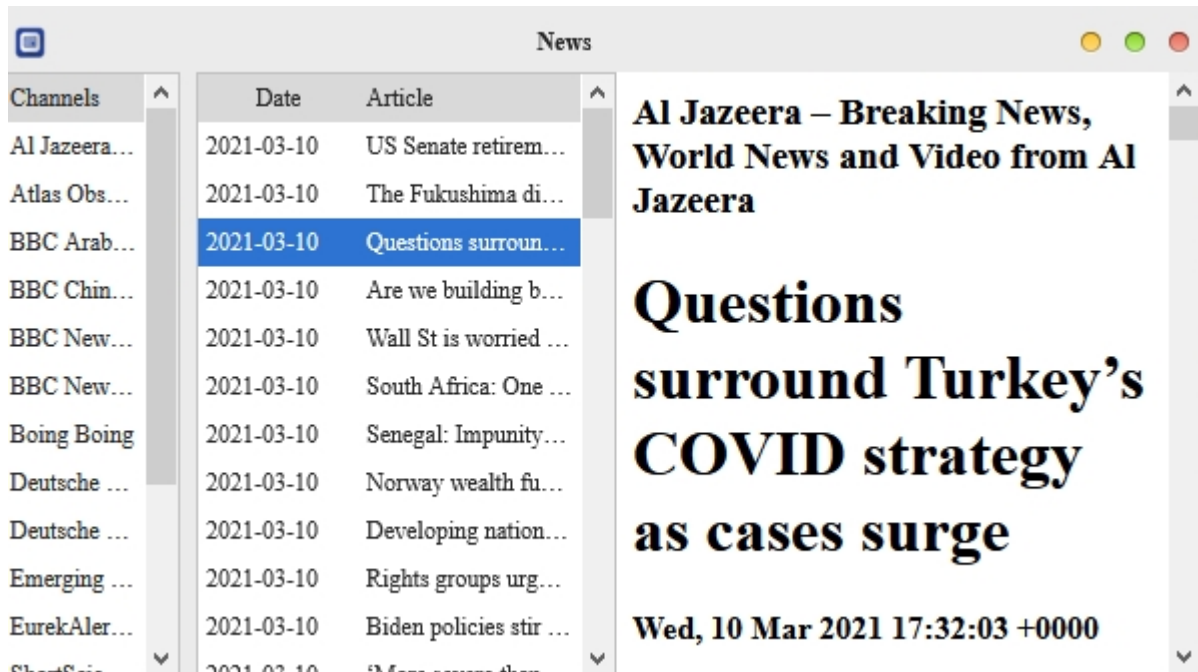 News
Channels
Al Jazeera…
Atlas Obs…
BBC Arab…
BBC Chin…
BBC New…
BBC New…
Boing Boing
Deutsche …
Deutsche …
Emerging …
EurekAler…
Date Article
2021-03-10 US Senate retirem…
2021-03-10 The Fukushima di…
2021-03-10 Questions surroun…
2021-03-10 Are we building b…
2021-03-10 Wall St is worried …
2021-03-10 South Africa: One …
2021-03-10 Senegal: Impunity…
2021-03-10 Norway wealth fu…
2021-03-10 Developing nation…
2021-03-10 Rights groups urg…
2021-03-10 Biden policies stir …
2021-03-10
Al Jazeera – Breaking News,
World News and Video from Al
Jazeera
Questions
surround Turkey’s
COVID strategy
as cases surge
Wed, 10 Mar 2021 17:32:03 +0000